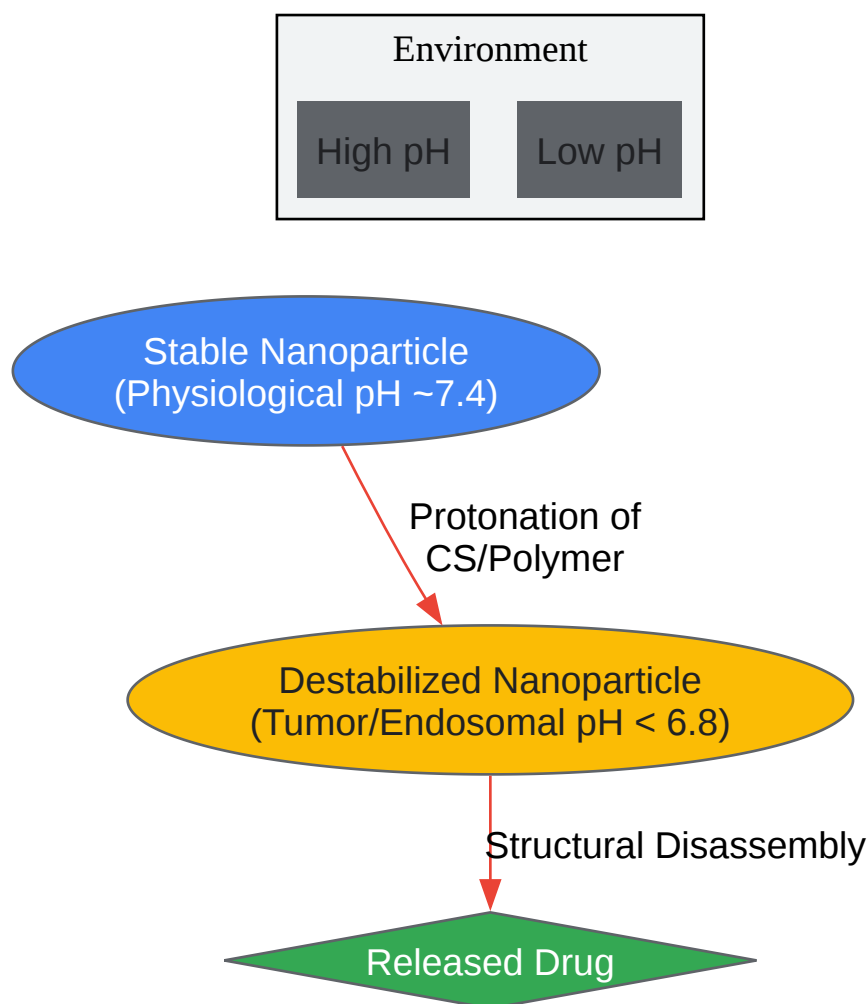 Environment
High pH
Low pH
Stable Nanoparticle
(Physiological pH ~7.4)
Protonation of
CS/Polymer
Destabilized Nanoparticle
(Tumor/Endosomal pH < 6.8)
Structural Disassembly
Released Drug